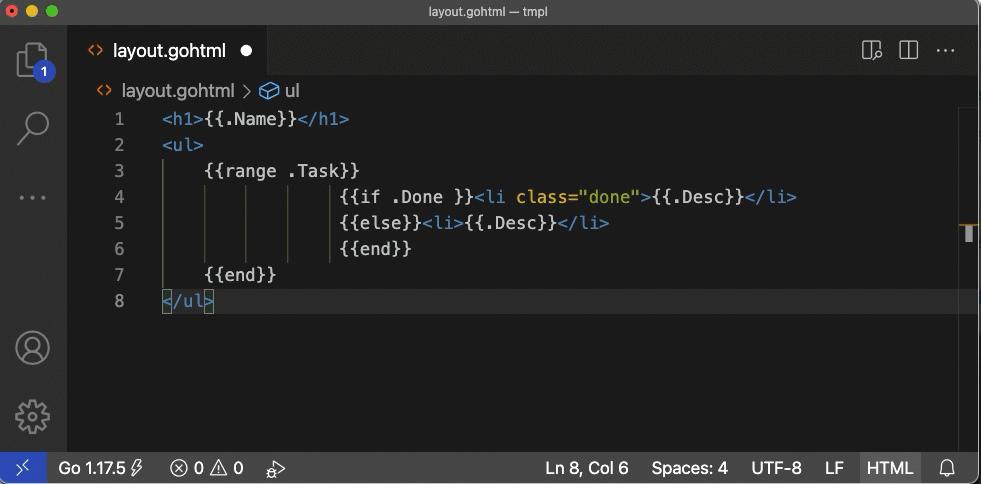 layout.gohtml — tmpl
layout.gohtml
1
layout.gohtml > ul
1 <h1>{{.Name}}</h1>
2 <ul>
3     {{range .Task}}
4                 {{if .Done }}<li class="done">{{.Desc}}</li>
5                 {{else}}<li>{{.Desc}}</li>
6                 {{end}}
7     {{end}}
8 </ul>
Go 1.17.5 0 0 Ln 8, Col 6 Spaces: 4 UTF-8 LF HTML